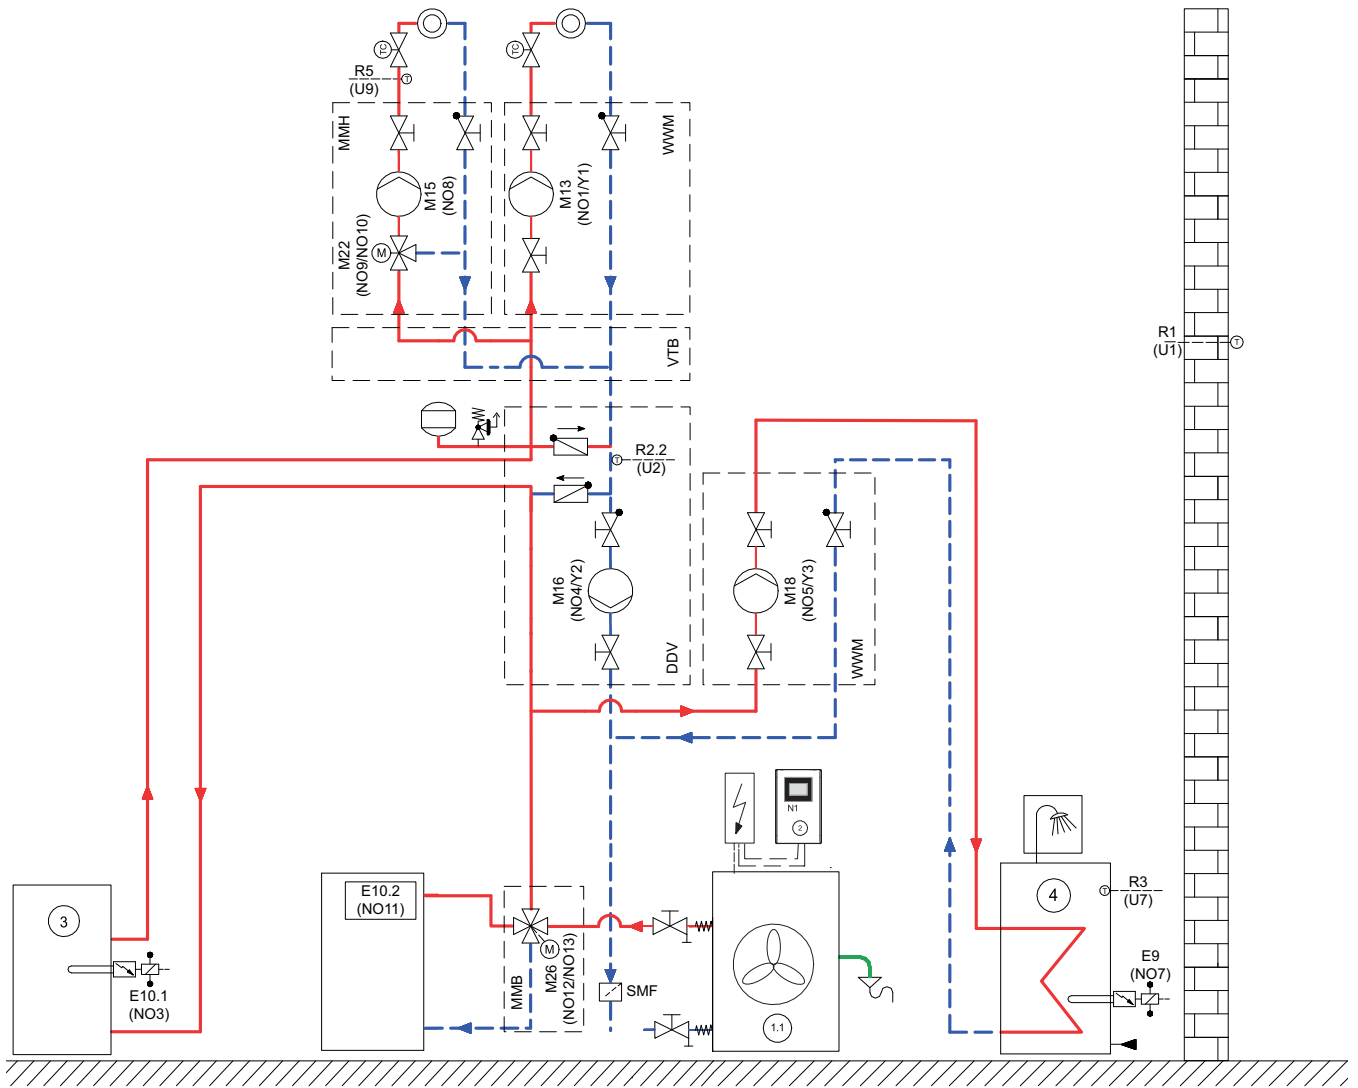 TC
TC
R5
(U9)
T
MMH
M15
(NO8)
M22
(NO9/NO10)
M
M13
(NO1/Y1)
WWM
VTB
R1
(U1)
T
R2.2
(U2)
T
M16
(NO4/Y2)
DDV
M18
(NO5/Y3)
WWM
N1
2
3
E10.1
(NO3)
E10.2
(NO11)
MMB
M
M26
(NO12/NO13)
SMF
1.1
4
T
R3
(U7)
E9
(NO7)